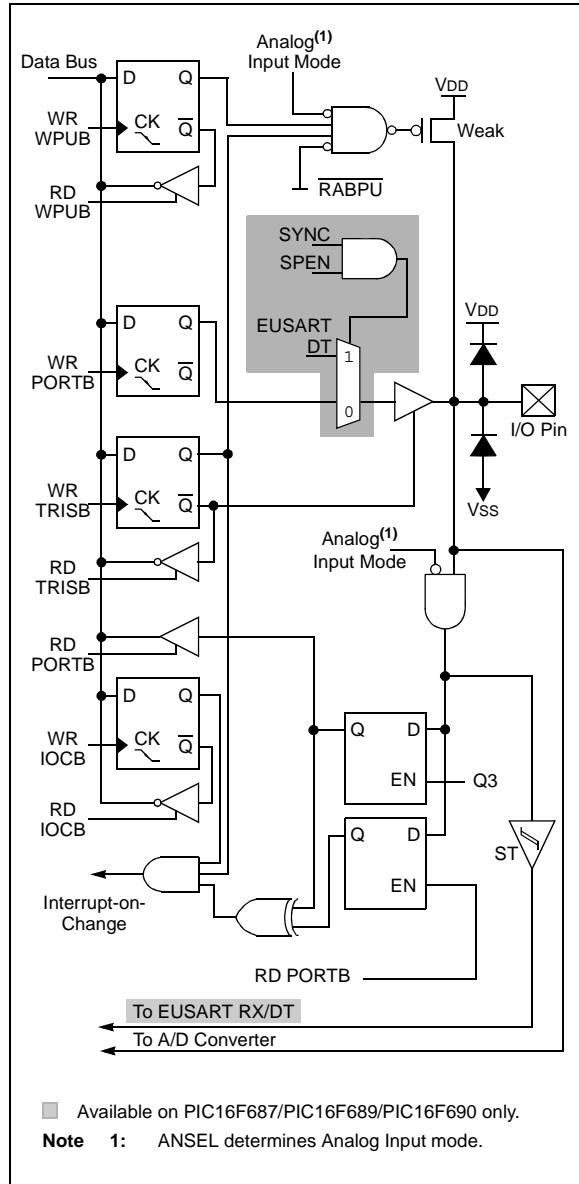 Data Bus
D Q
WR
WPUB
CK Q
RD
WPUB
Analog(1)
Input Mode
VDD
Weak
RABPU
SYNC
SPEN
EUSART
DT
1
0
D Q
WR
PORTB
CK Q
VDD
I/O Pin
VSS
D Q
WR
TRISB
CK Q
RD
TRISB
Analog(1)
Input Mode
RD
PORTB
D Q
WR
IOCB
CK Q
RD
IOCB
Q D
EN
Q3
Q D
EN
ST
Interrupt-on-
Change
RD PORTB
To EUSART RX/DT
To A/D Converter
Available on PIC16F687/PIC16F689/PIC16F690 only.
Note 1: ANSEL determines Analog Input mode.